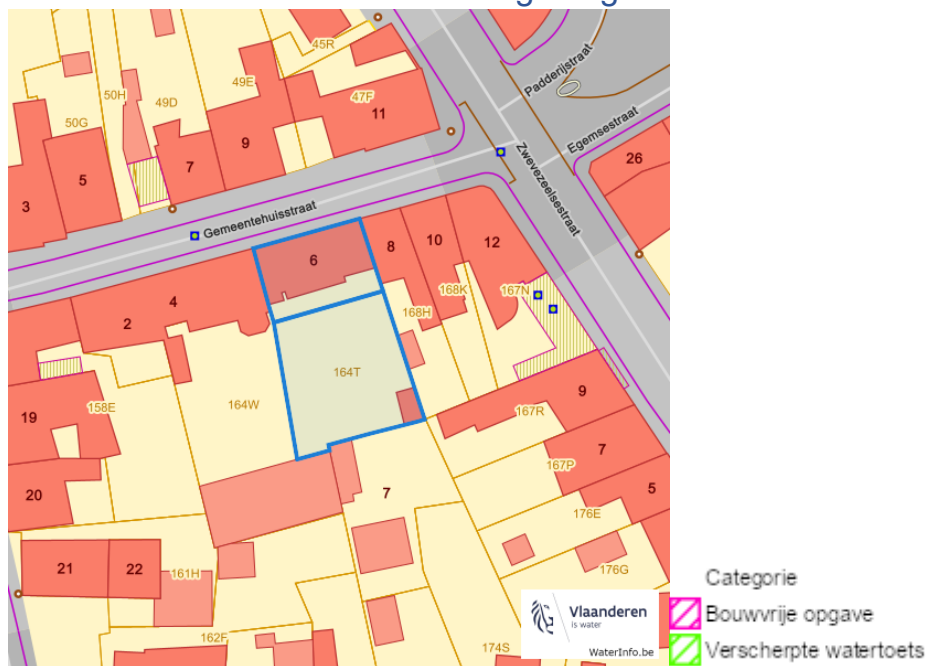 45R
50H
49D
49E
47F
11
50G
9
7
5
3
Padderijstraat
Egemsestraat
26
Zwevezeelsestraat
Gemeentehuisstraat
6
8
10
12
4
2
168K
167N
168H
164T
164W
158E
19
9
167R
7
167P
5
20
7
176E
21
22
161H
176G
162F
174S
Vlaanderen
is water
WaterInfo.be
Categorie
Bouwvrije opgave
Verscherpte watertoets